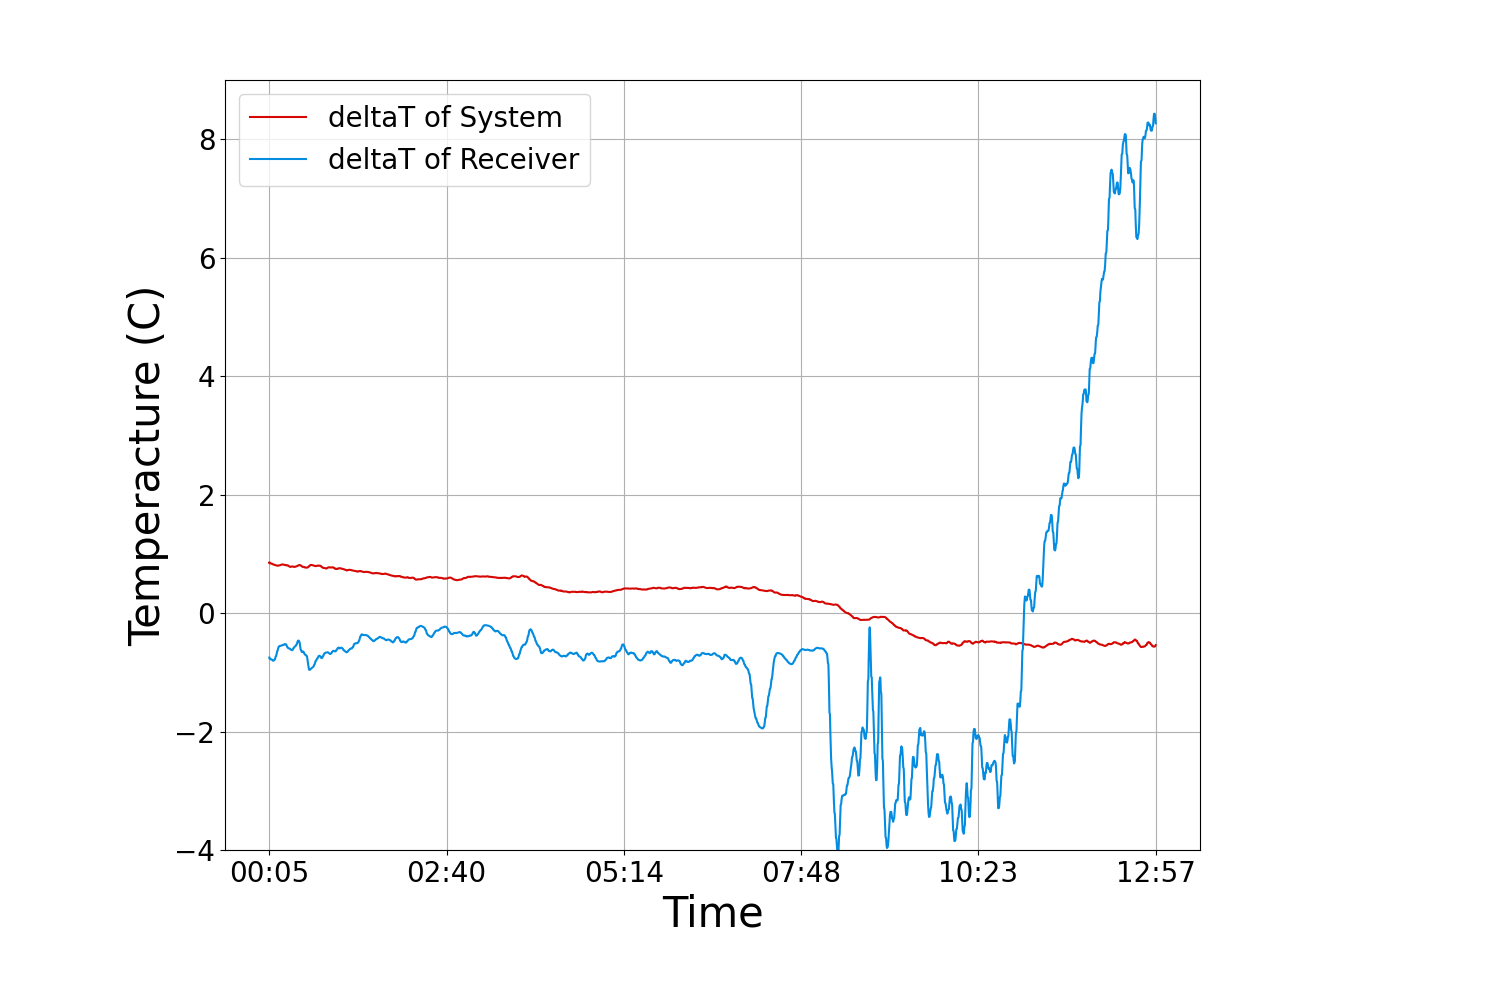 deltaT of System
deltaT of Receiver
Temperacture (C)
8
6
4
2
0
−2
−4
00:05 02:40 05:14 07:48 10:23 12:57
Time